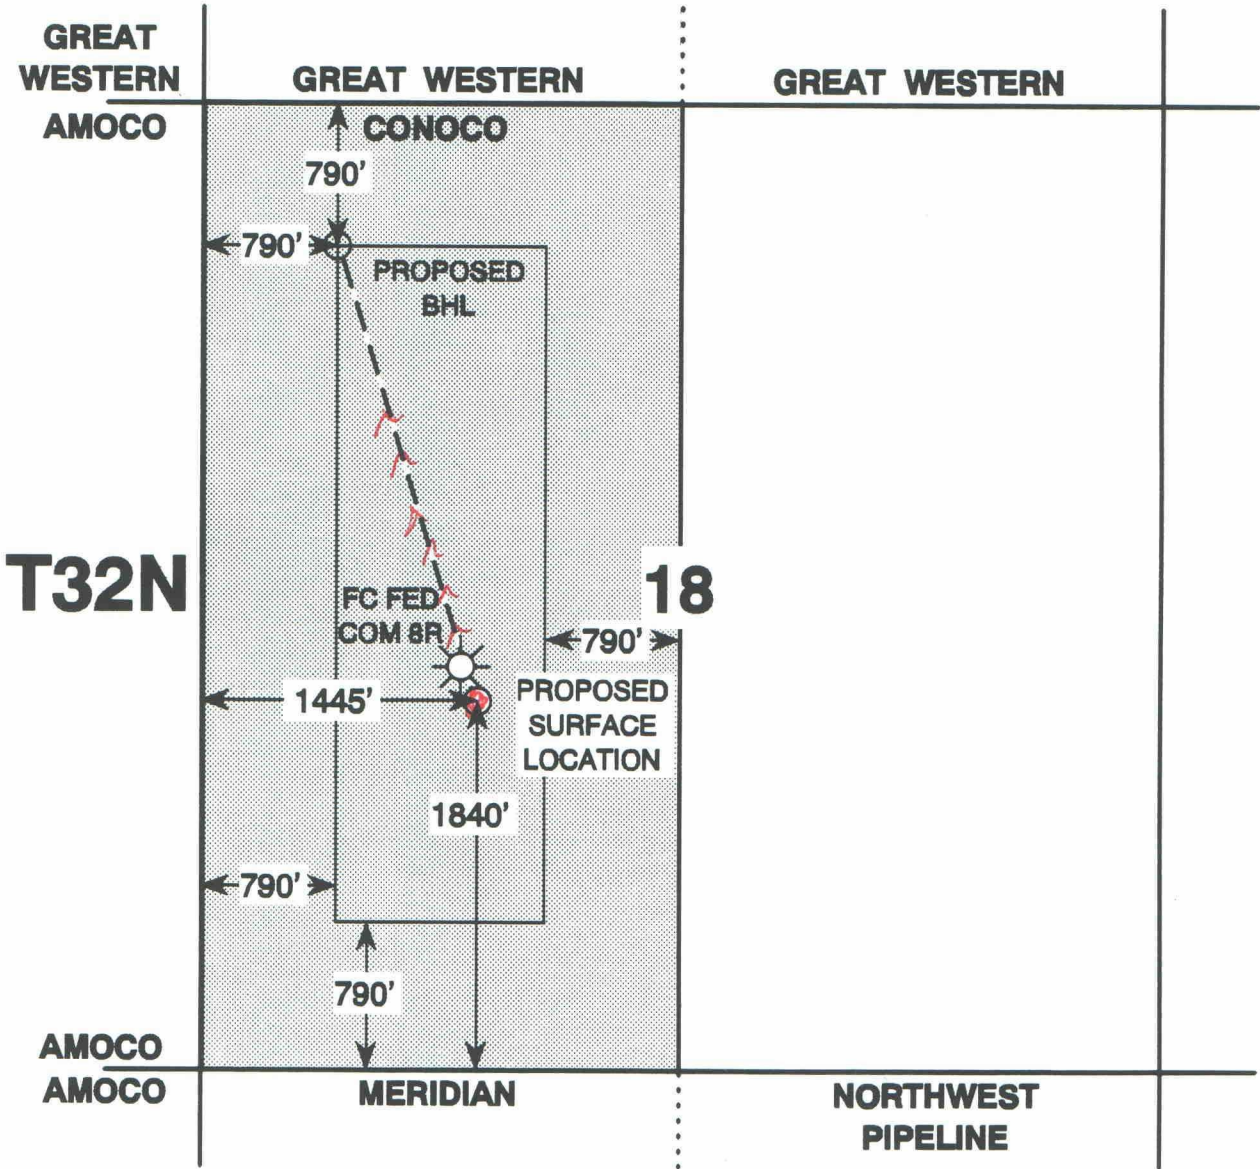 GREAT
WESTERN
GREAT WESTERN
GREAT WESTERN
AMOCO
CONOCO
790'
790'
PROPOSED
BHL
T32N
18
FC FED
COM 8R
790'
1445'
PROPOSED
SURFACE
LOCATION
1840'
790'
790'
AMOCO
AMOCO
MERIDIAN
NORTHWEST
PIPELINE